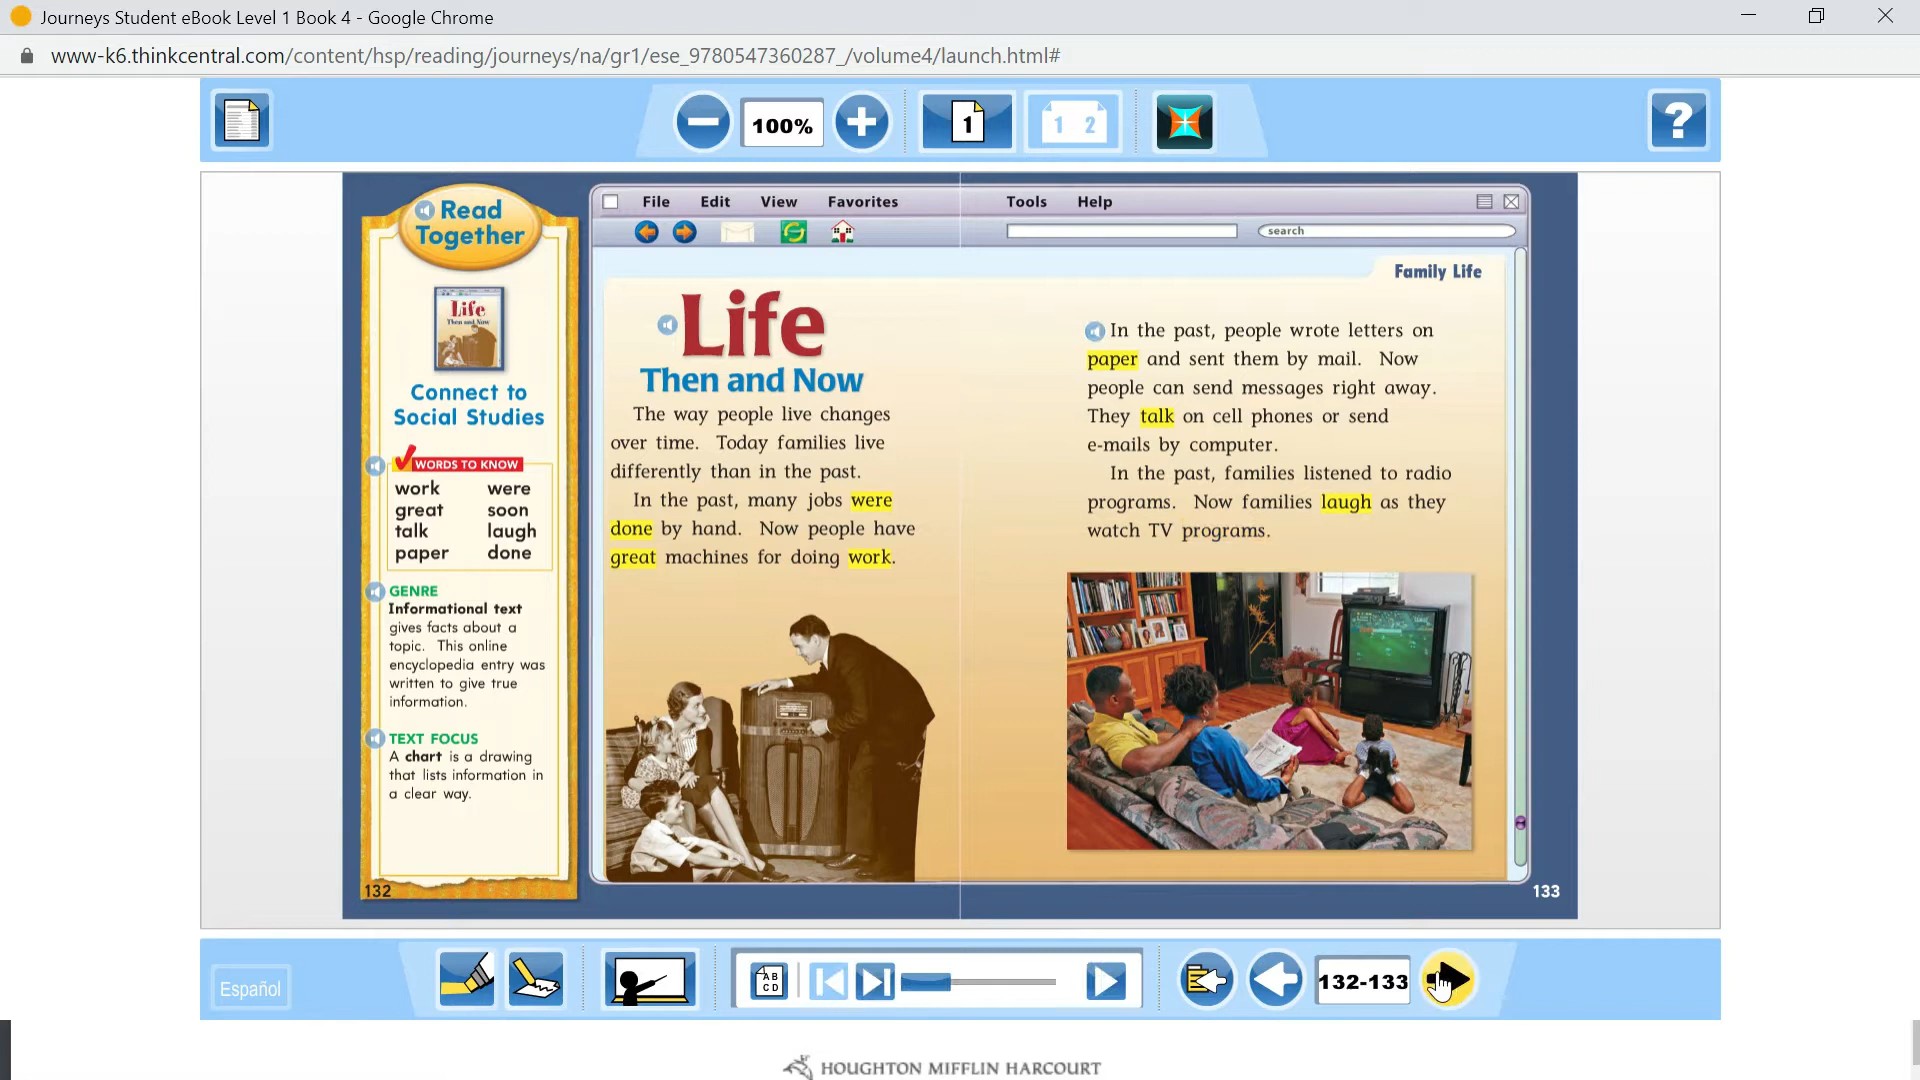 Journeys Student eBook Level 1 Book 4 - Google Chrome
www-k6.thinkcentral.com/content/hsp/reading/journeys/na/gr1/ese_9780547360287_/volume4/launch.html#
100%
1
1 2
?
Read
Together
Life
Then and Now
Connect to
Social Studies
WORDS TO KNOW
work were
great soon
talk laugh
paper done
GENRE
Informational text
gives facts about a
topic. This online
encyclopedia entry was
written to give true
information.
TEXT FOCUS
A chart is a drawing
that lists information in
a clear way.
132
File Edit View Favorites Tools Help
search
Family Life
Life
Then and Now
The way people live changes
over time. Today families live
differently than in the past.
In the past, many jobs were
done by hand. Now people have
great machines for doing work.
In the past, people wrote letters on
paper and sent them by mail. Now
people can send messages right away.
They talk on cell phones or send
e-mails by computer.
In the past, families listened to radio
programs. Now families laugh as they
watch TV programs.
133
Español
AB
CD
132-133
HOUGHTON MIFFLIN HARCOURT